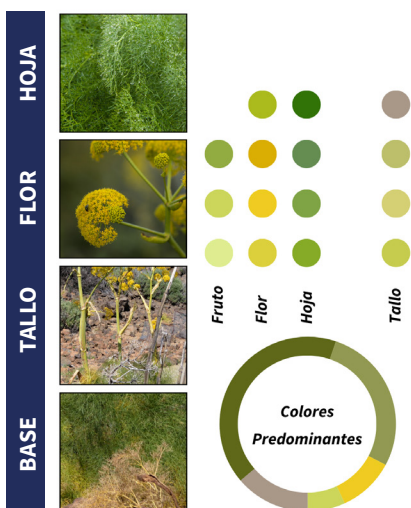 HOJA
FLOR
TALLO
BASE
Fruto
Flor
Hoja
Tallo
Colores
Predominantes